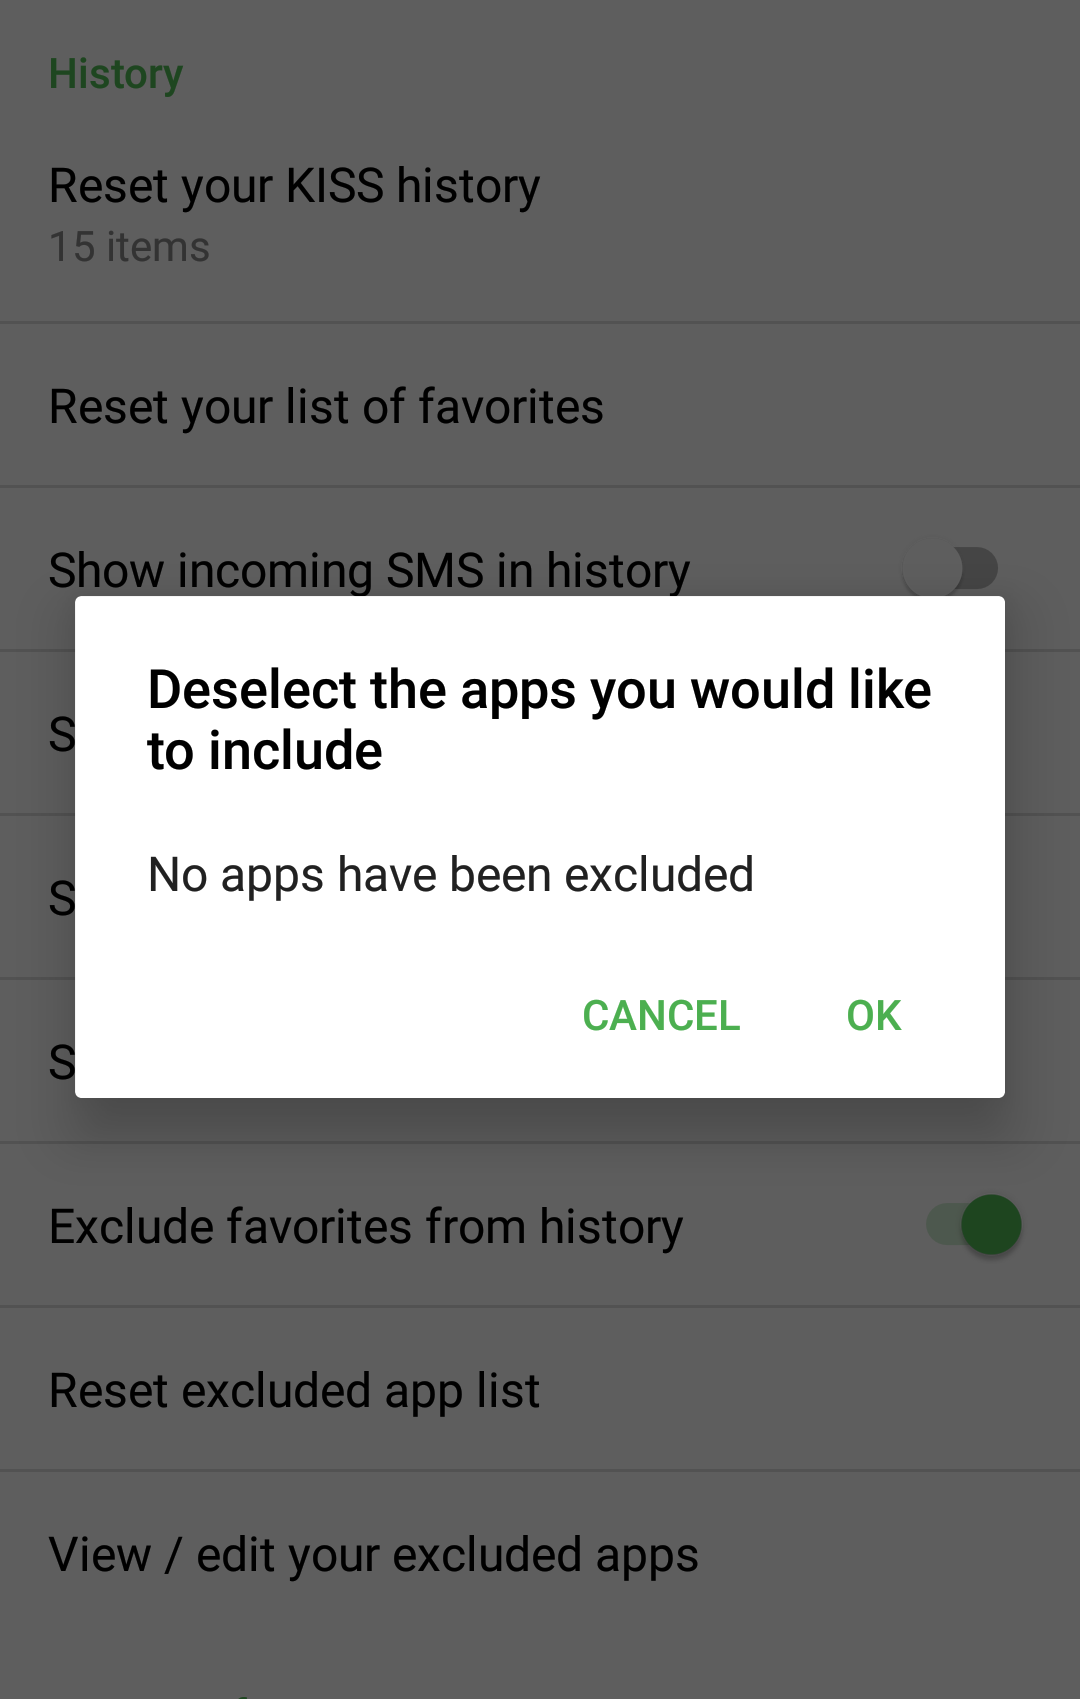 History
Reset your KISS history
15 items
Reset your list of favorites
Show incoming SMS in history
Deselect the apps you would like
to include
No apps have been excluded
CANCEL OK
Exclude favorites from history
Reset excluded app list
View / edit your excluded apps